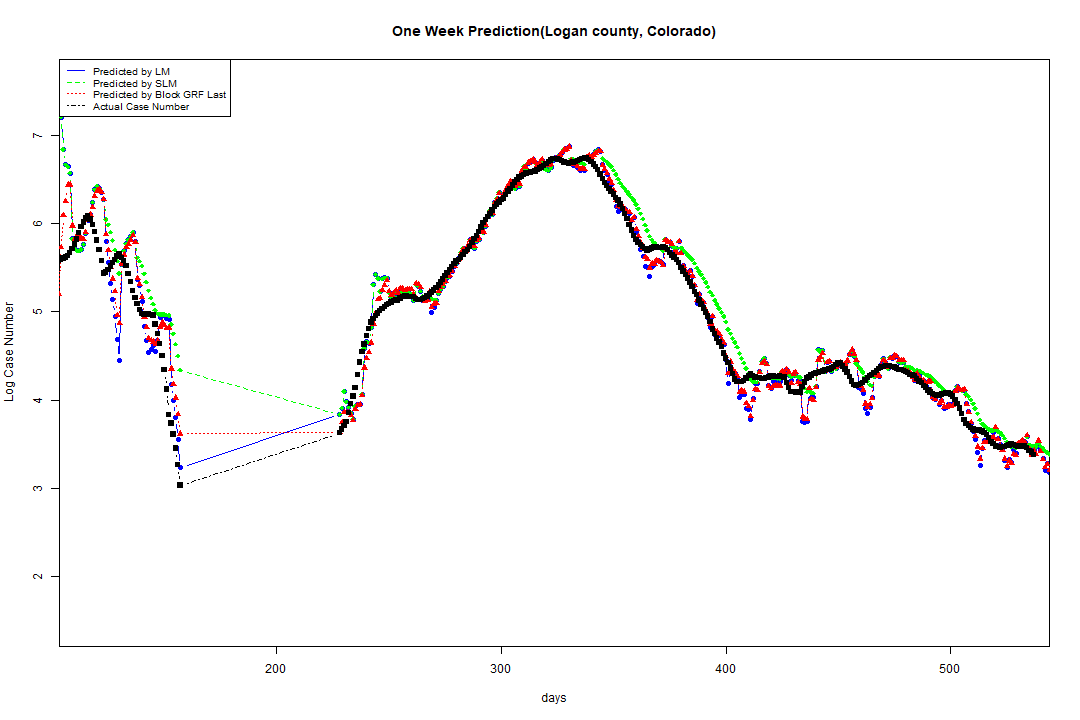 One Week Prediction(Logan county, Colorado)
Predicted by LM
Predicted by SLM
Predicted by Block GRF Last
Actual Case Number
Log Case Number
7
6
5
4
3
2
200 300 400 500
days